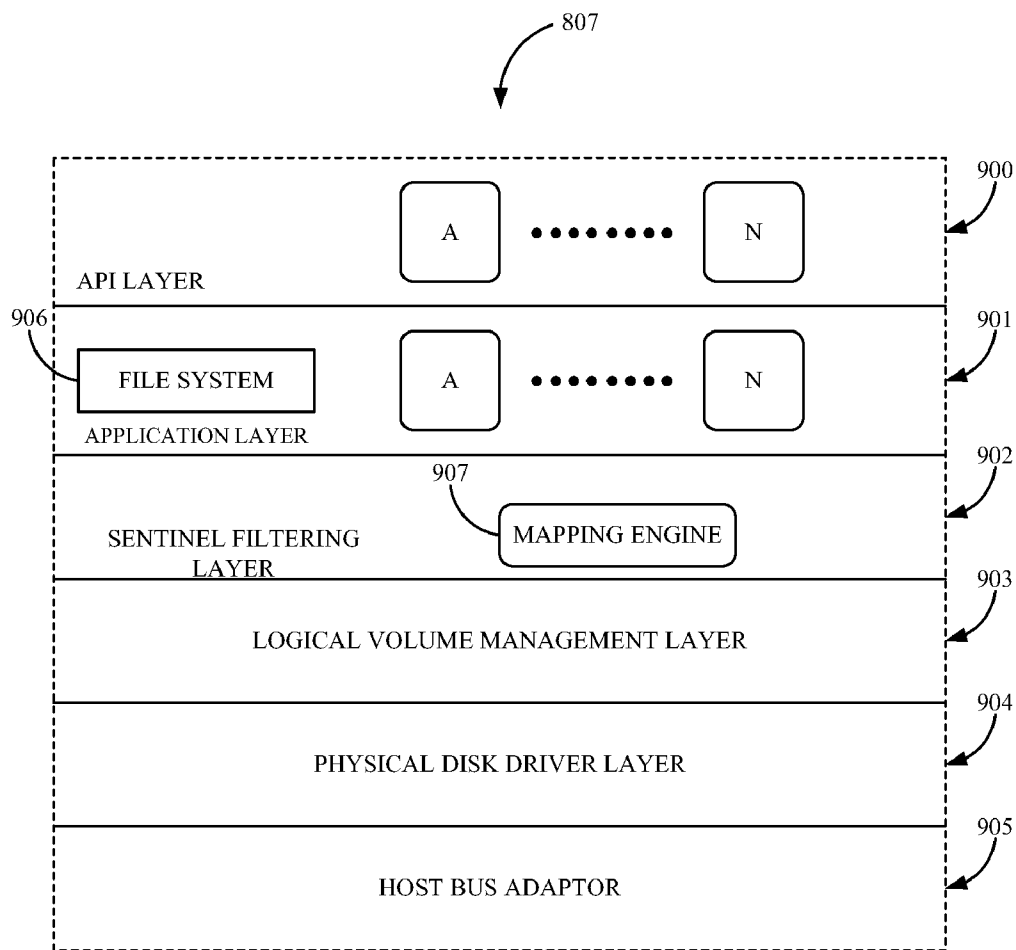 807
900
A
N
API LAYER
906
901
FILE SYSTEM
A
N
APPLICATION LAYER
902
907
MAPPING ENGINE
SENTINEL FILTERING
LAYER
903
LOGICAL VOLUME MANAGEMENT LAYER
904
PHYSICAL DISK DRIVER LAYER
905
HOST BUS ADAPTOR